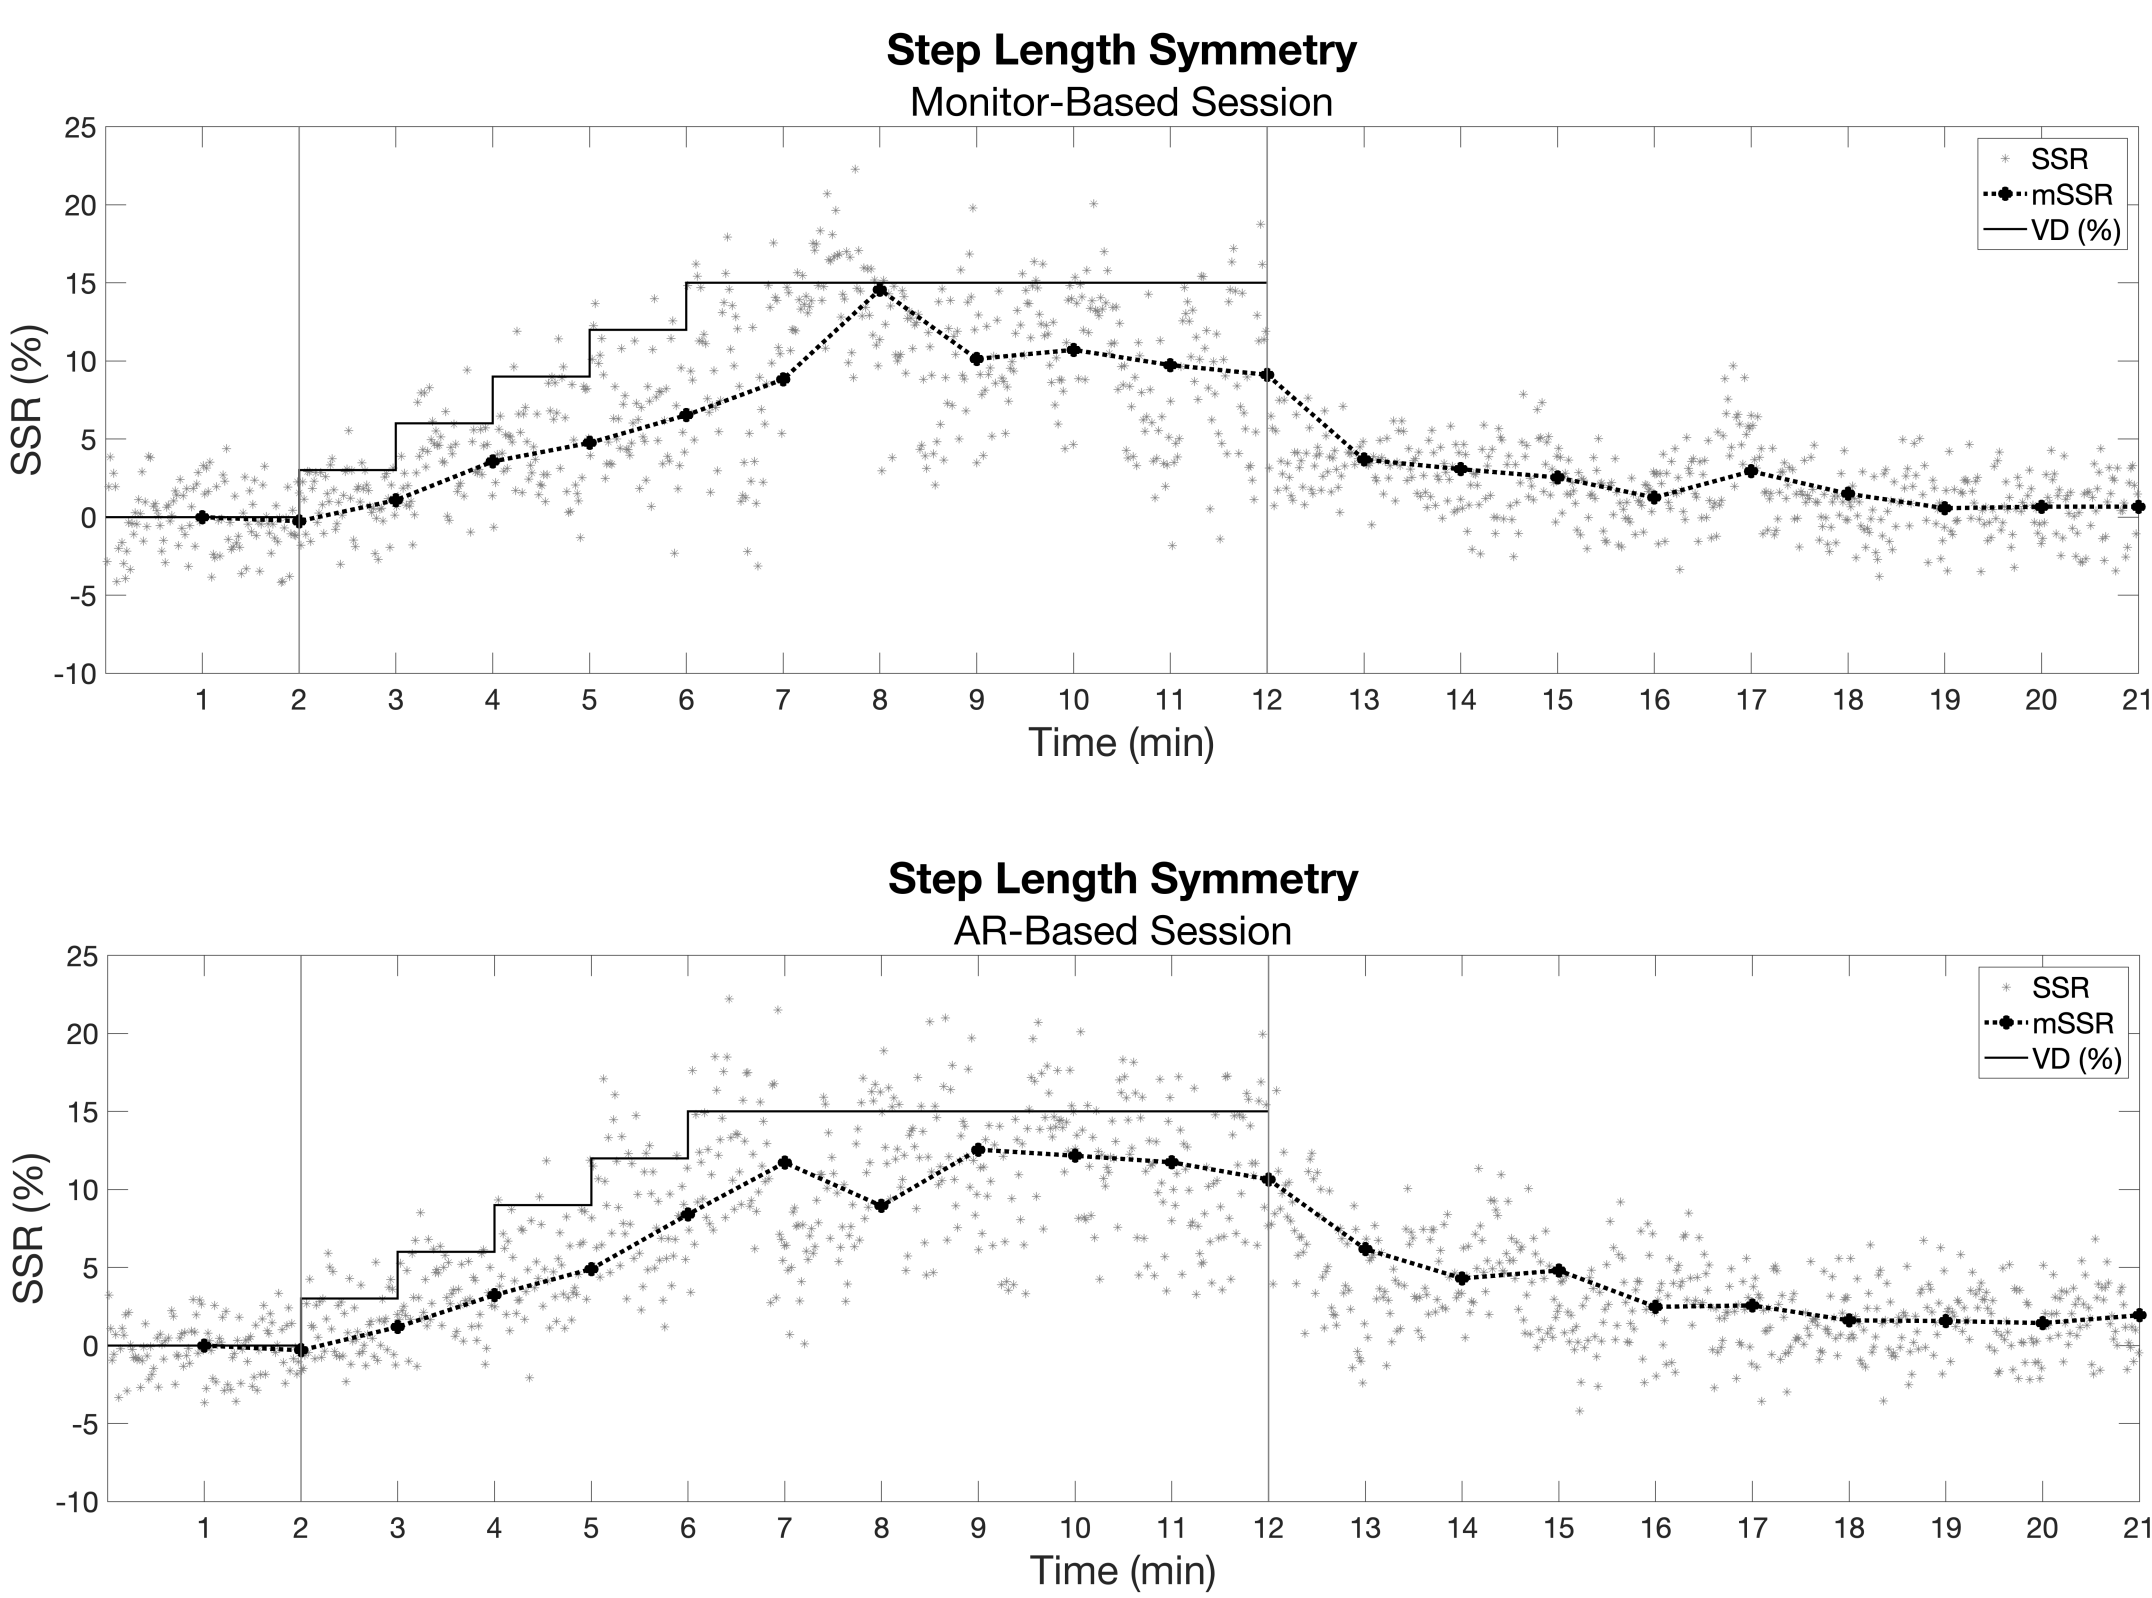 Step Length Symmetry
Monitor-Based Session
25
20
15
10
5
0
-5
-10
SSR (%)
SSR
mSSR
VD (%)
1 2 3 4 5 6 7 8 9 10 11 12 13 14 15 16 17 18 19 20 21
Time (min)
Step Length Symmetry
AR-Based Session
25
20
15
10
5
0
-5
-10
SSR (%)
SSR
mSSR
VD (%)
1 2 3 4 5 6 7 8 9 10 11 12 13 14 15 16 17 18 19 20 21
Time (min)